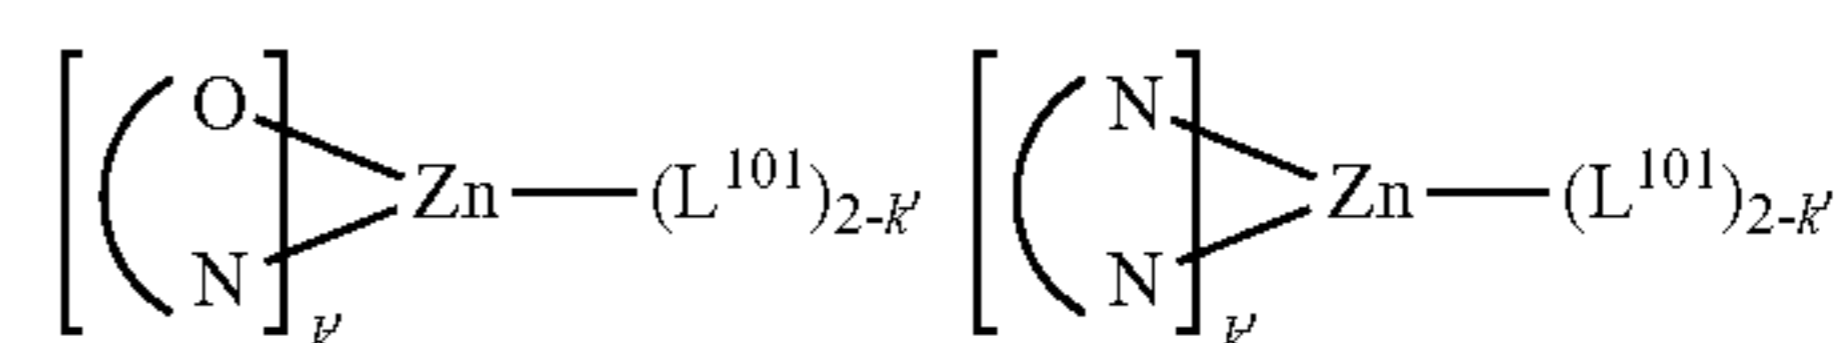 [(O N]k' Zn—(L101)2-k' [(N N]k' Zn—(L101)2-k'